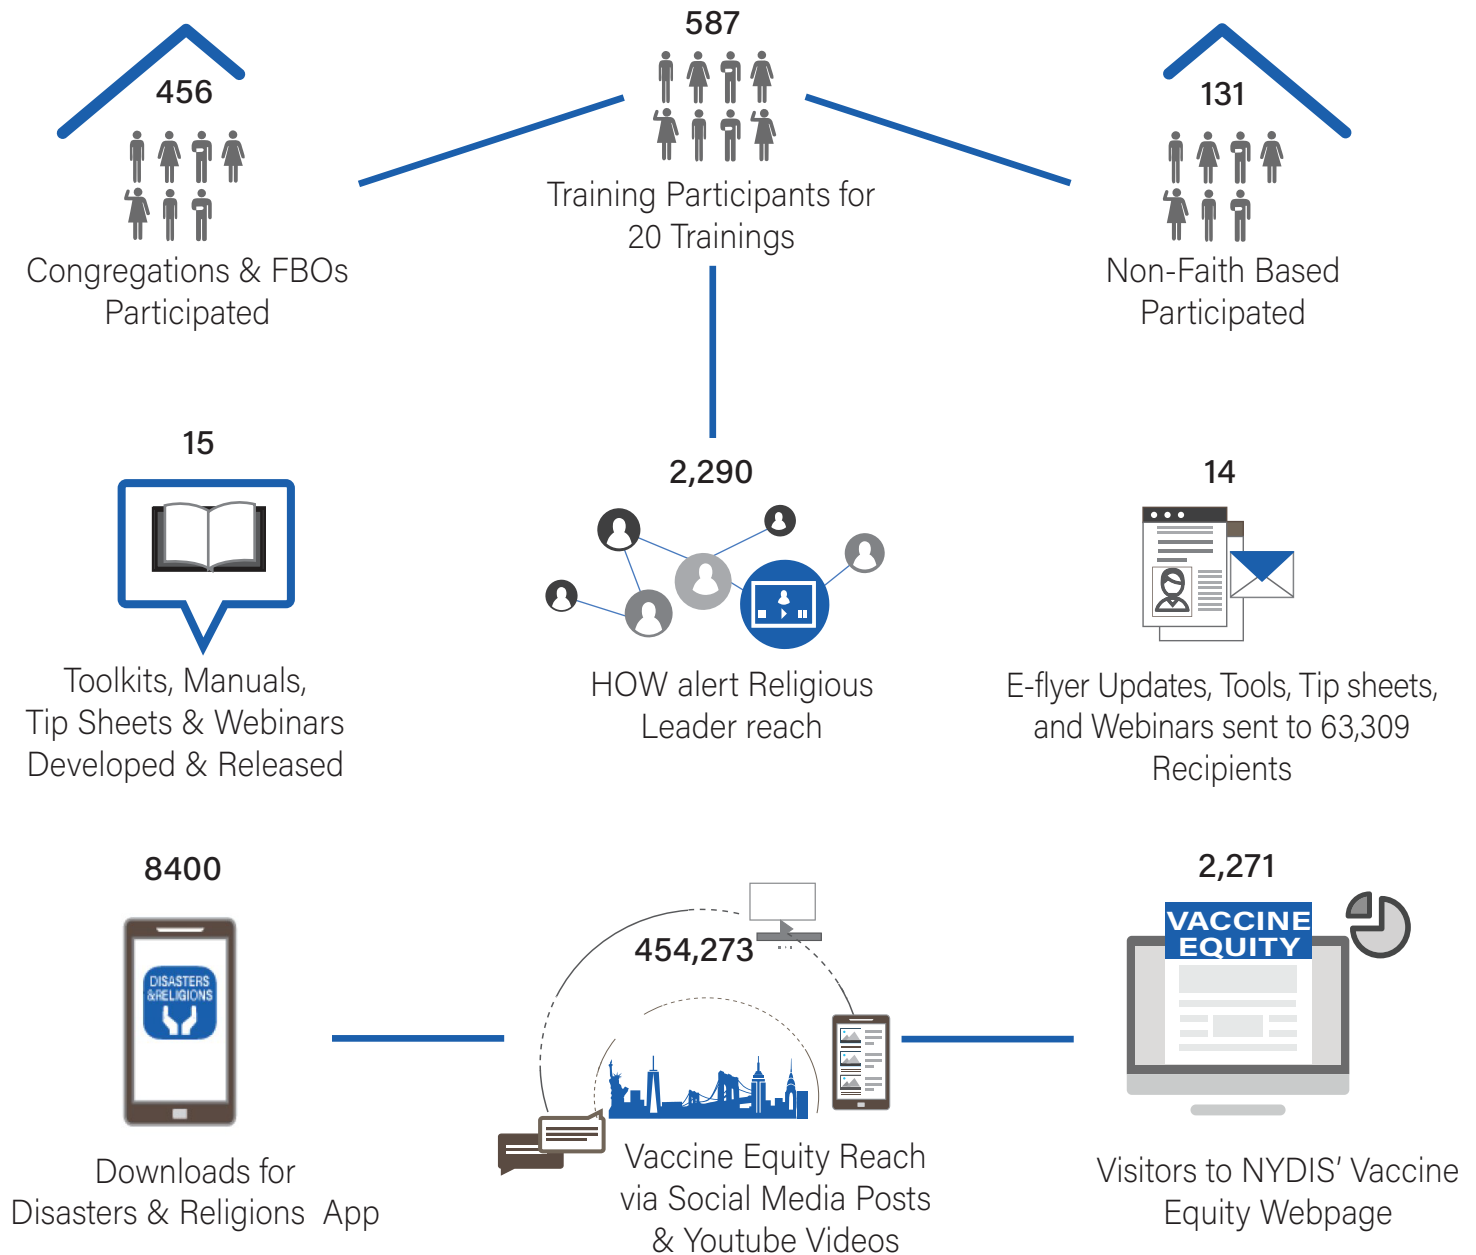 587
Training Participants for
20 Trainings
456
Congregations & FBOs
Participated
131
Non-Faith Based
Participated
15
Toolkits, Manuals,
Tip Sheets & Webinars
Developed & Released
2,290
HOW alert Religious
Leader reach
14
E-flyer Updates, Tools, Tip sheets,
and Webinars sent to 63,309
Recipients
8400
DISASTERS
&RELIGIONS
Downloads for
Disasters & Religions App
454,273
Vaccine Equity Reach
via Social Media Posts
& Youtube Videos
2,271
VACCINE
EQUITY
Visitors to NYDIS’ Vaccine
Equity Webpage